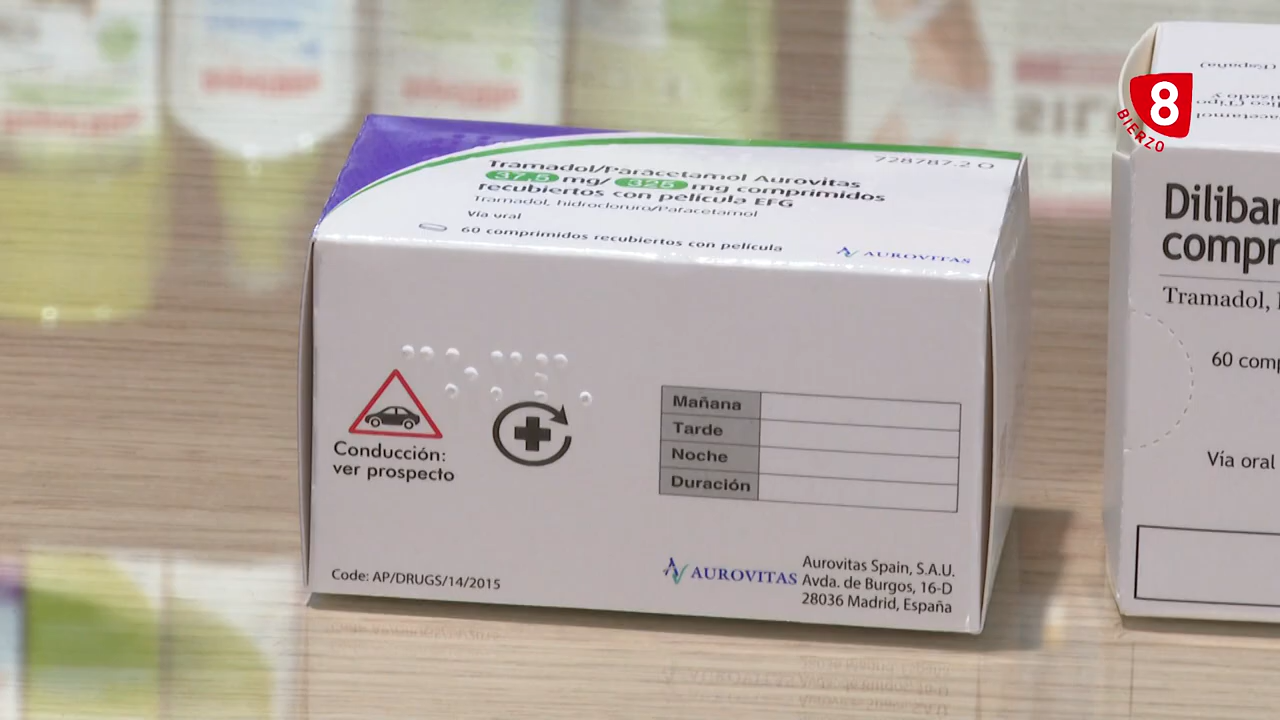 8
BIERZO
728787.2 O
Tramadol/Paracetamol Aurovitas
37,5 mg/ 325 mg comprimidos
recubiertos con película EFG
Tramadol, hidrocloruro/Paracetamol
Vía oral
60 comprimidos recubiertos con película
AUROVITAS
Conducción:
ver prospecto
Mañana
Tarde
Noche
Duración
Code: AP/DRUGS/14/2015
AUROVITAS
Aurovitas Spain, S.A.U.
Avda. de Burgos, 16-D
28036 Madrid, España
Diliba
compr
Tramadol,
60 comp
Vía oral